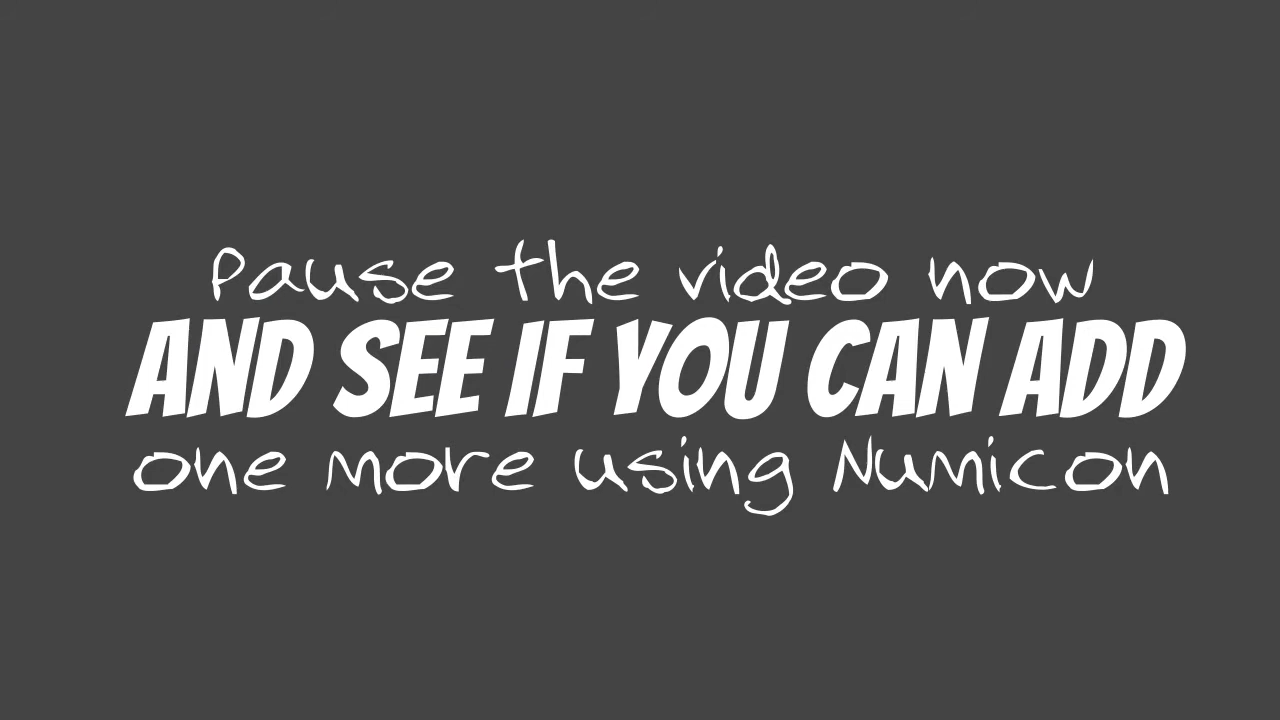 Pause the video now
AND SEE IF YOU CAN ADD
one more using Numicon